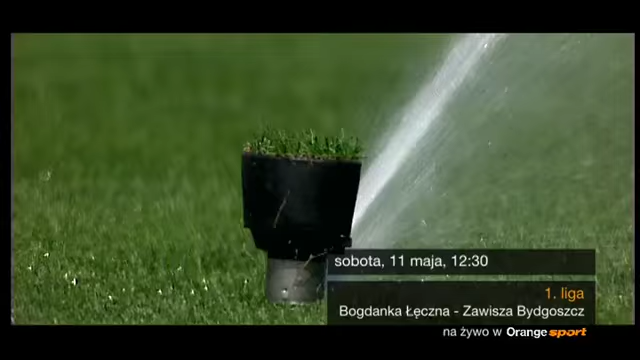 sobota, 11 maja, 12:30
1. liga
Bogdanka Łęczna - Zawisza Bydgoszcz
na żywo w Orange sport